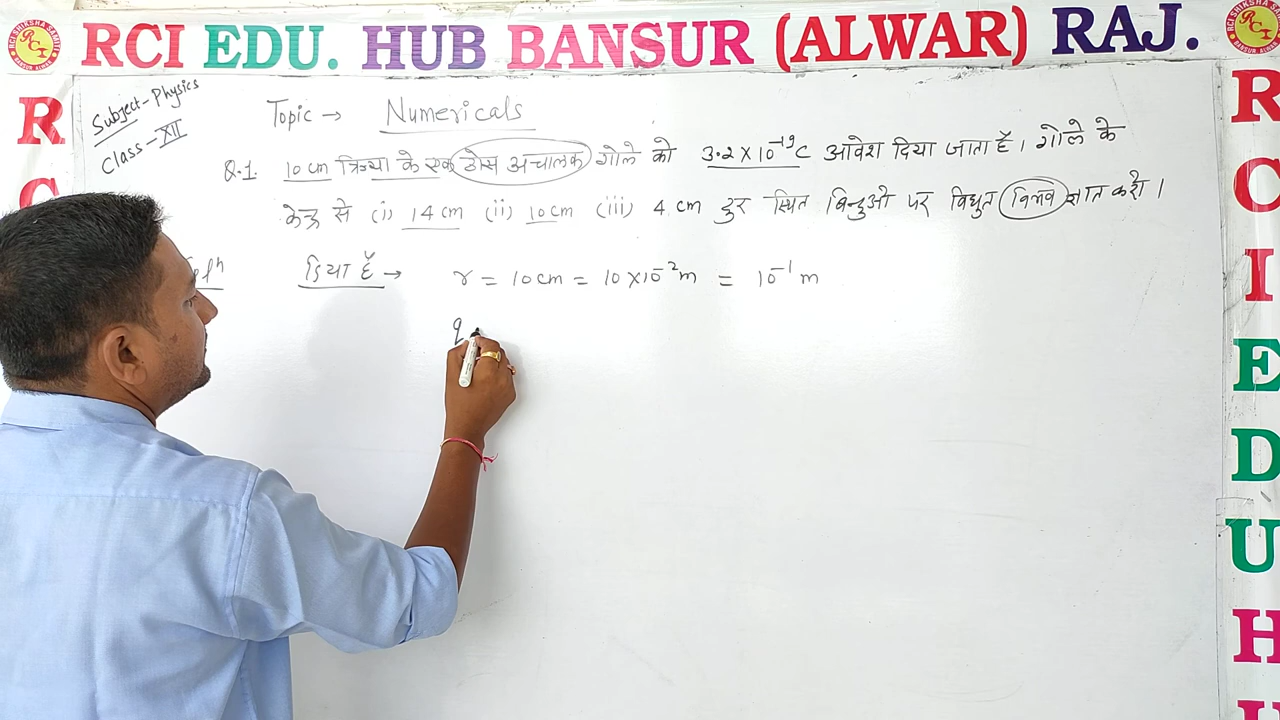 RCI EDU. HUB BANSUR (ALWAR) RAJ.
Subject - Physics
Class - XII
Topic → Numericals
Q.1. 10 cm त्रिज्या के एक ठोस अचालक गोले को 3.2 X 10⁻¹⁹ C आवेश दिया जाता है। गोले के
केन्द्र से (i) 14 cm (ii) 10 cm (iii) 4 cm दुर स्थित बिन्दुओ पर विधुत विभव ज्ञात करो।
दिया है → r = 10 cm = 10 X 10⁻² m = 10⁻¹ m
q
R
C
R
C
I
E
D
U
H